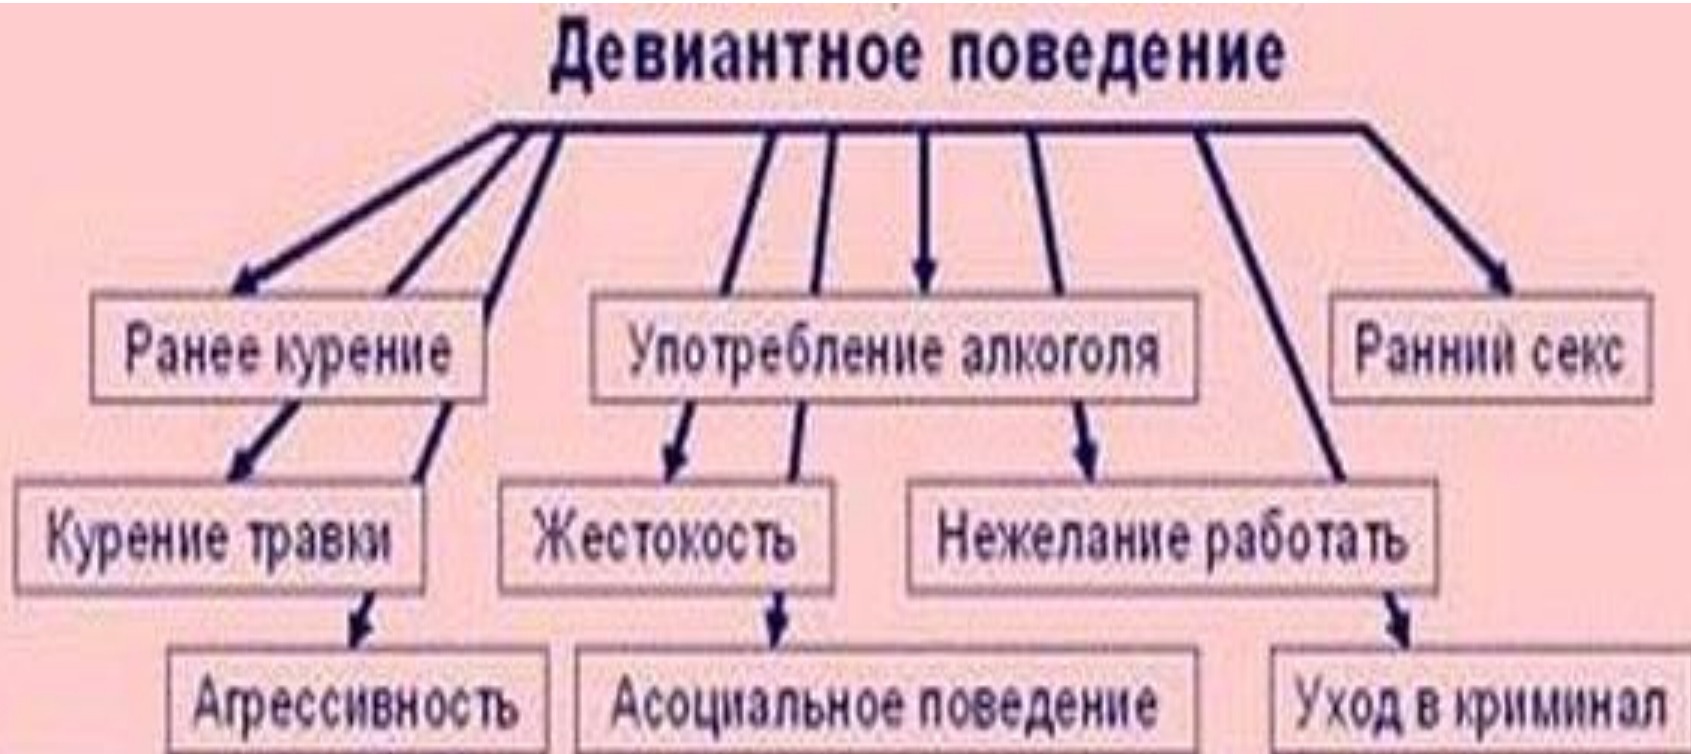 Девиантное поведение
Ранее курение
Употребление алкоголя
Ранний секс
Курение травки
Жестокость
Нежелание работать
Агрессивность
Асоциальное поведение
Уход в криминал